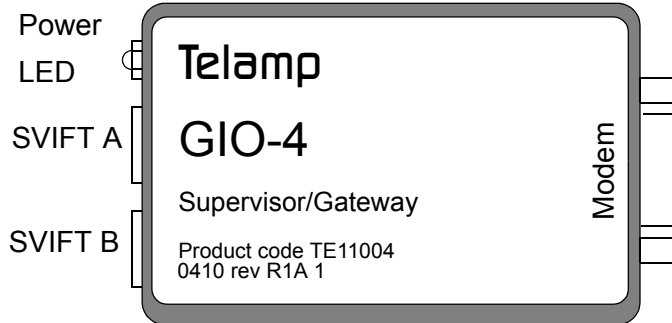 Power
LED
SVIFT A
SVIFT B
Telamp
GIO-4
Supervisor/Gateway
Product code TE11004
0410 rev R1A 1
Modem